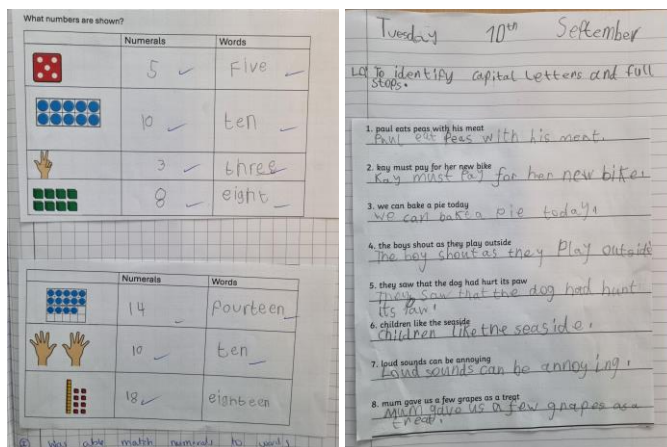 What numbers are shown?
Numerals Words
5 Five
10 ten
3 three
8 eight
Numerals Words
14 pourteen
10 ten
18 eighteen
was able match numerals to words
Tuesday 10th September
LO: To identify capital letters and full
stops.
1. paul eats peas with his meat
Paul eat peas with his meat.
2. kay must pay for her new bike
Kay must Pay for her new bike.
3. we can bake a pie today
we can bake a pie today.
4. the boys shout as they play outside
The boy shout as they Play outside
5. they saw that the dog had hurt its paw
They saw that the dog had hurt
its Paw.
6. children like the seaside
children like the seaside.
7. loud sounds can be annoying
Loud sounds can be annoying.
8. mum gave us a few grapes as a treat
Mum gave us a few grapes as a
treat.